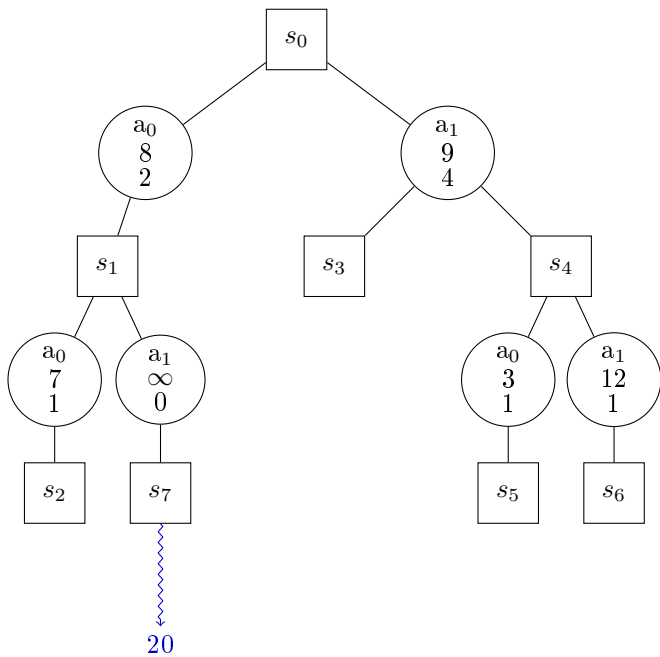 s₀
a₀
8
2
a₁
9
4
s₁
s₃
s₄
a₀
7
1
a₁
∞
0
a₀
3
1
a₁
12
1
s₂
s₇
s₅
s₆
20